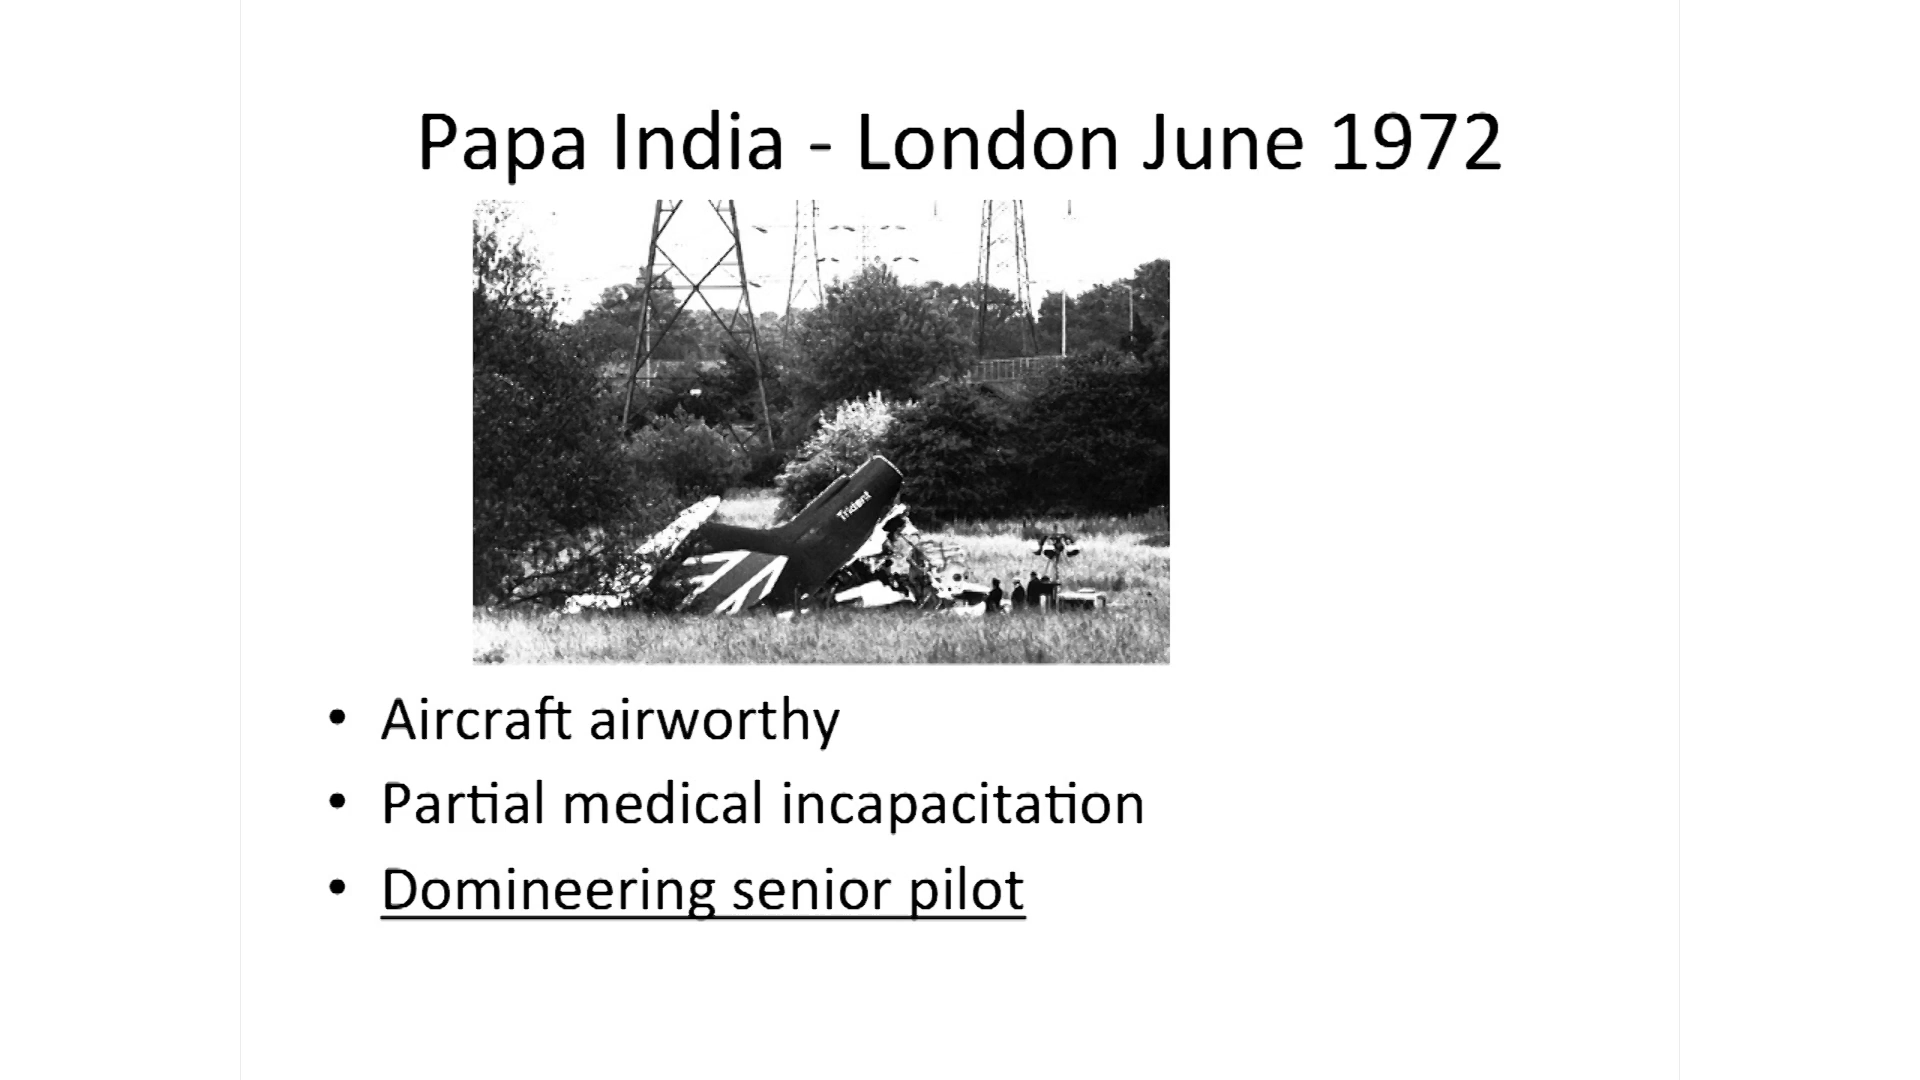 Papa India - London June 1972
Trident
• Aircraft airworthy
• Partial medical incapacitation
• Domineering senior pilot